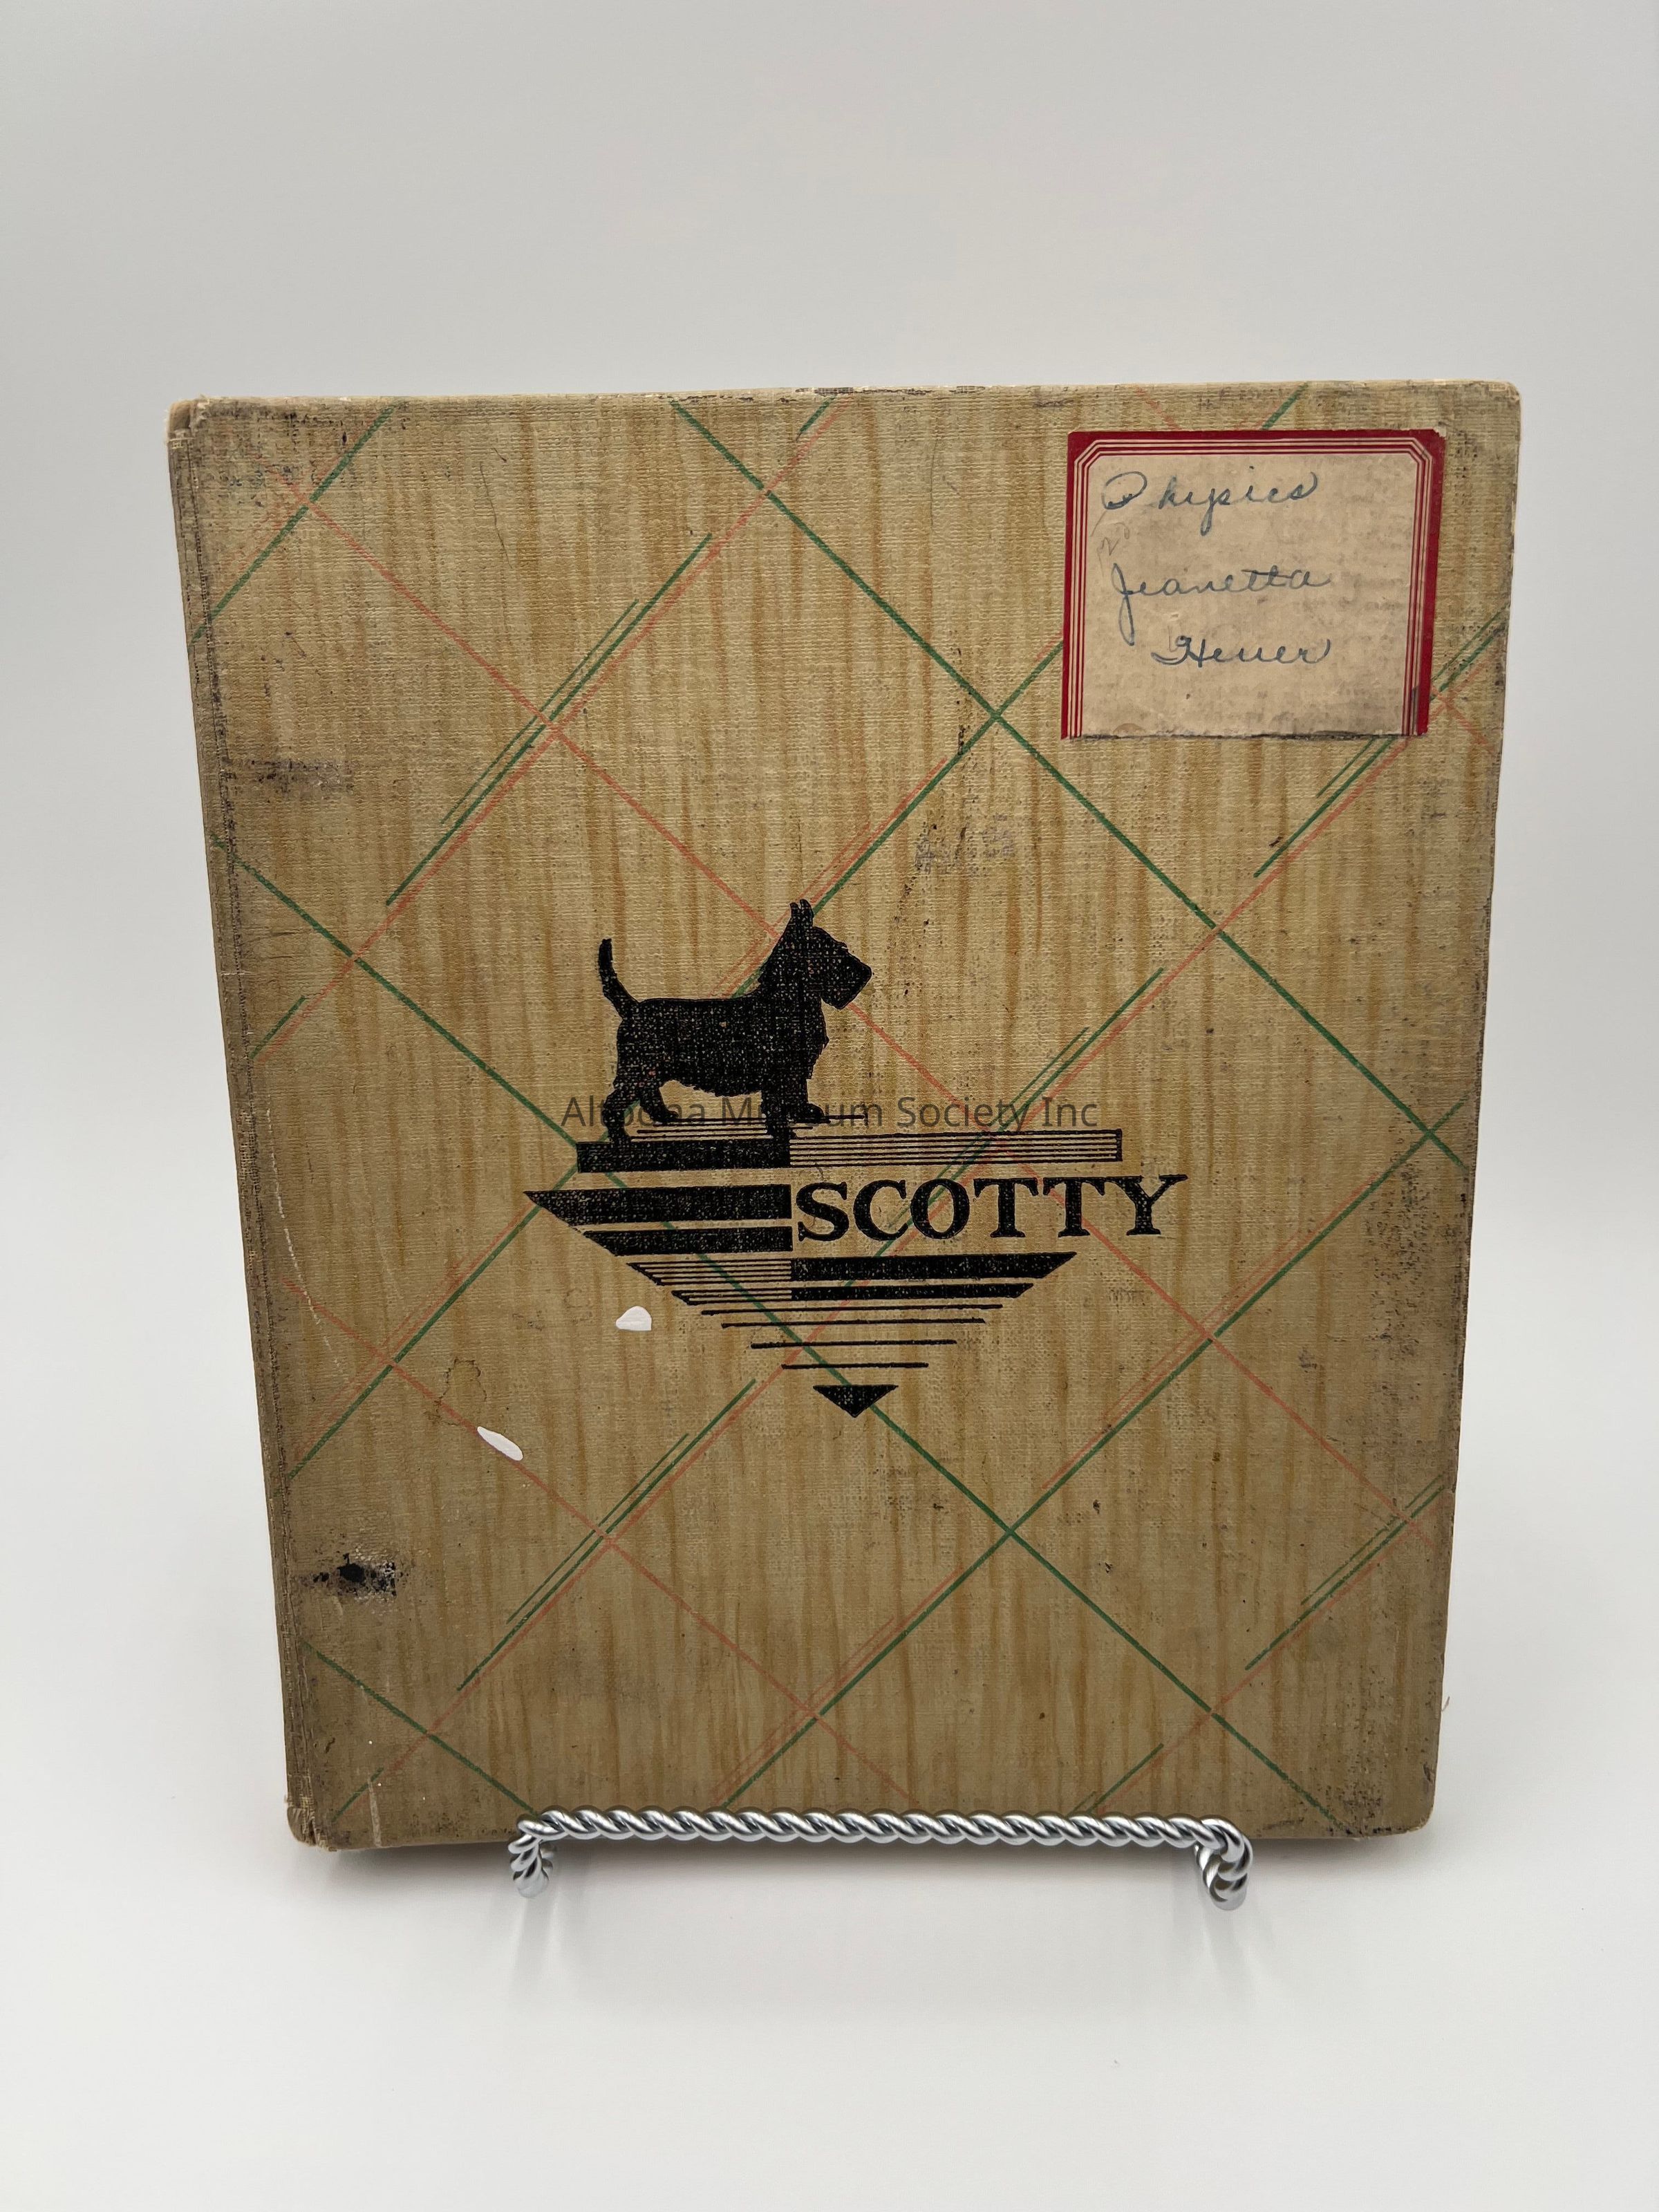 Physics
Jeanetta
Heuer
Altoona Museum Society Inc
SCOTTY